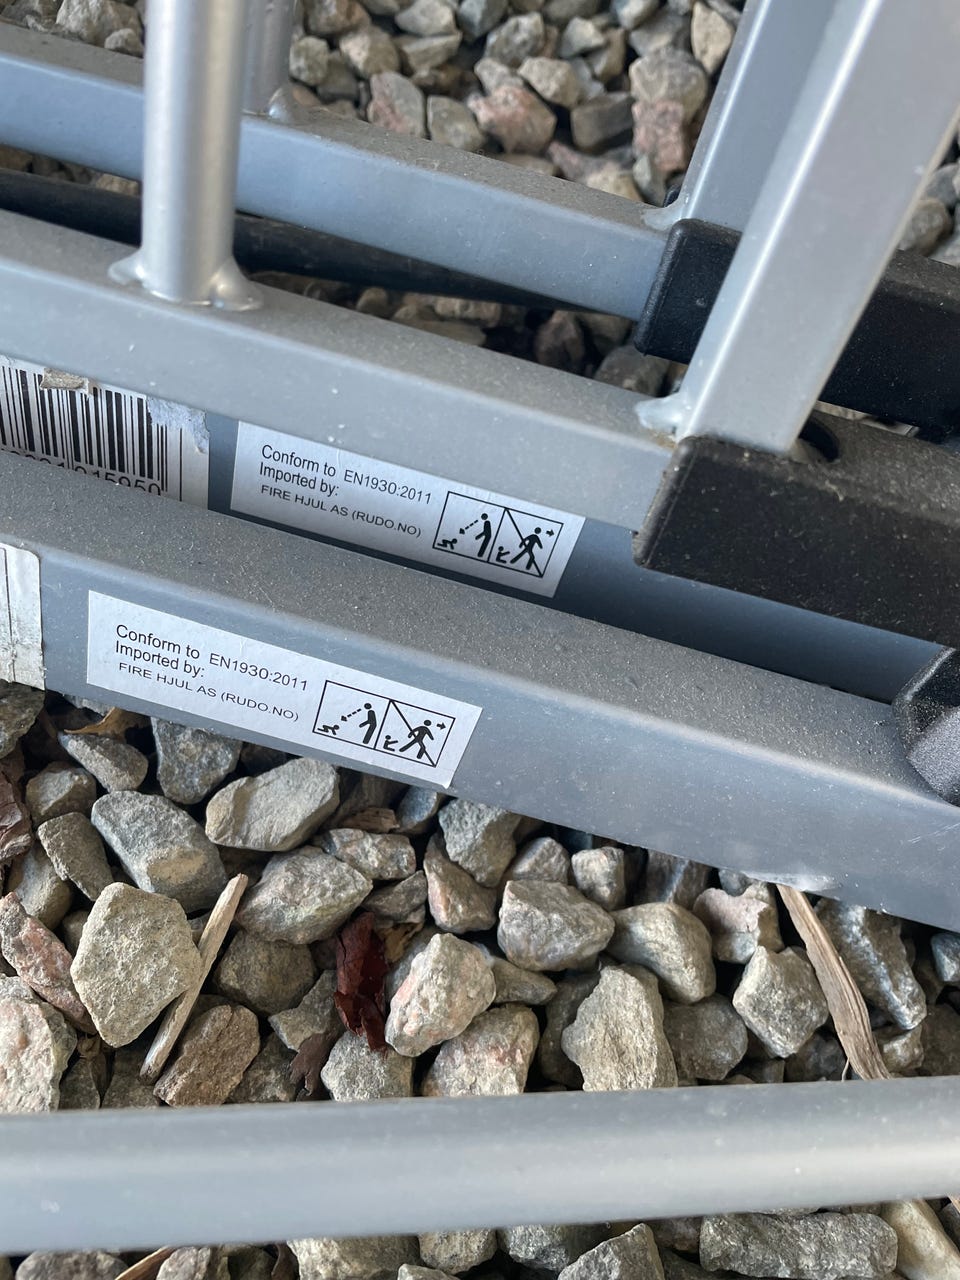 915950
Conform to EN1930:2011
Imported by:
FIRE HJUL AS (RUDO.NO)
Conform to EN1930:2011
Imported by:
FIRE HJUL AS (RUDO.NO)